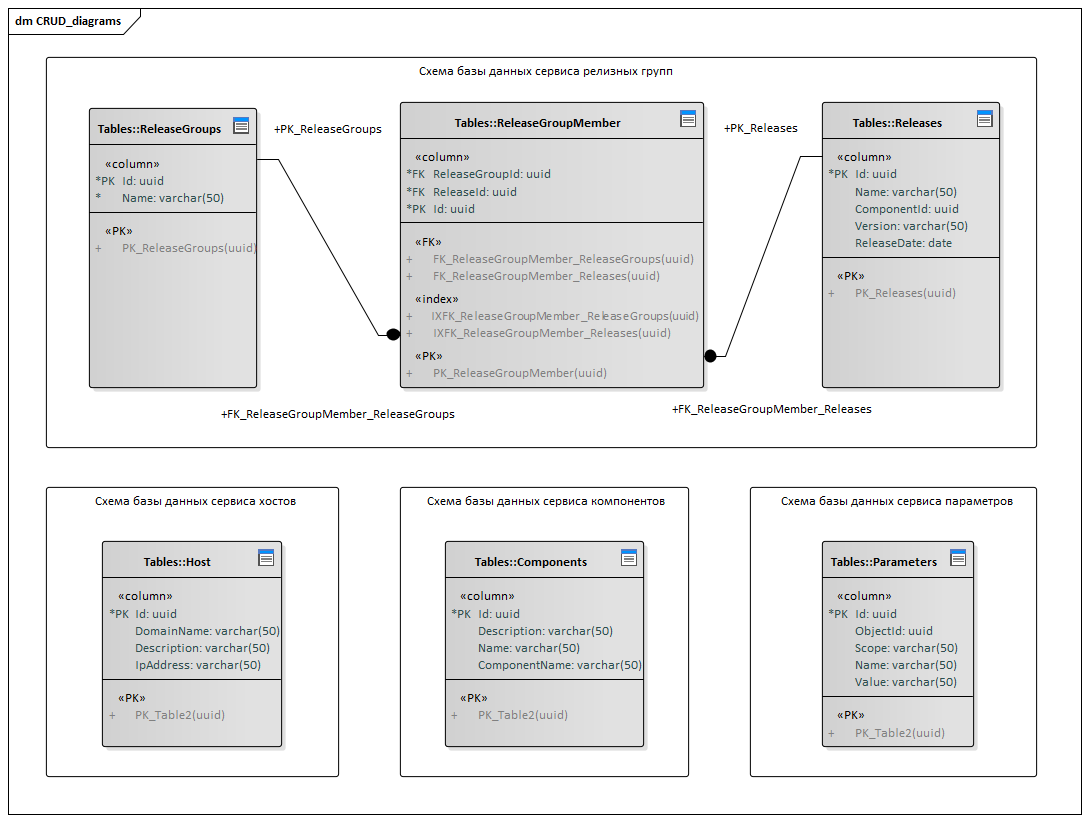 dm CRUD_diagrams
Схема базы данных сервиса релизных групп
Tables::ReleaseGroups
«column»
*PK Id: uuid
* Name: varchar(50)
«PK»
+ PK_ReleaseGroups(uuid)
+PK_ReleaseGroups
Tables::ReleaseGroupMember
«column»
*FK ReleaseGroupId: uuid
*FK ReleaseId: uuid
*PK Id: uuid
«FK»
+ FK_ReleaseGroupMember_ReleaseGroups(uuid)
+ FK_ReleaseGroupMember_Releases(uuid)
«index»
+ IXFK_ReleaseGroupMember_ReleaseGroups(uuid)
+ IXFK_ReleaseGroupMember_Releases(uuid)
«PK»
+ PK_ReleaseGroupMember(uuid)
+PK_Releases
Tables::Releases
«column»
*PK Id: uuid
Name: varchar(50)
ComponentId: uuid
Version: varchar(50)
ReleaseDate: date
«PK»
+ PK_Releases(uuid)
+FK_ReleaseGroupMember_ReleaseGroups
+FK_ReleaseGroupMember_Releases
Схема базы данных сервиса хостов
Tables::Host
«column»
*PK Id: uuid
DomainName: varchar(50)
Description: varchar(50)
IpAddress: varchar(50)
«PK»
+ PK_Table2(uuid)
Схема базы данных сервиса компонентов
Tables::Components
«column»
*PK Id: uuid
Description: varchar(50)
Name: varchar(50)
ComponentName: varchar(50)
«PK»
+ PK_Table2(uuid)
Схема базы данных сервиса параметров
Tables::Parameters
«column»
*PK Id: uuid
ObjectId: uuid
Scope: varchar(50)
Name: varchar(50)
Value: varchar(50)
«PK»
+ PK_Table2(uuid)